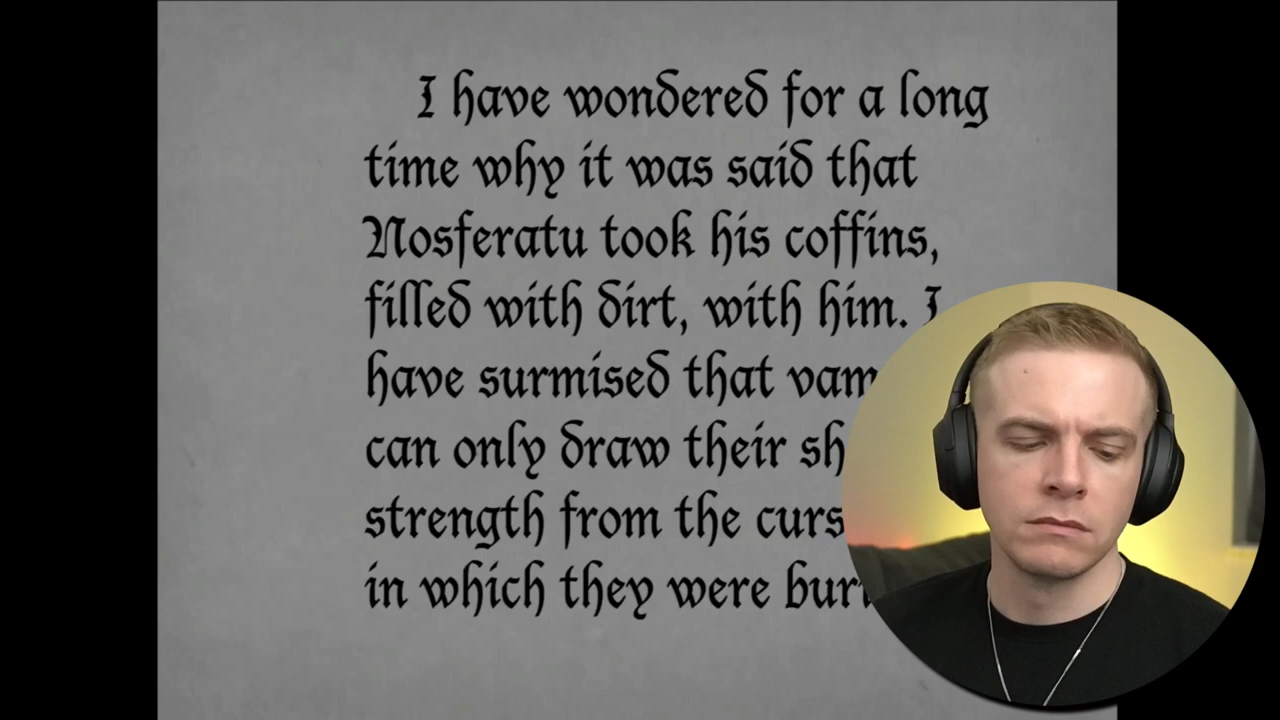 I have wondered for a long
time why it was said that
Nosferatu took his coffins,
filled with dirt, with him. I
have surmised that
can only draw their
strength from the
in which they were